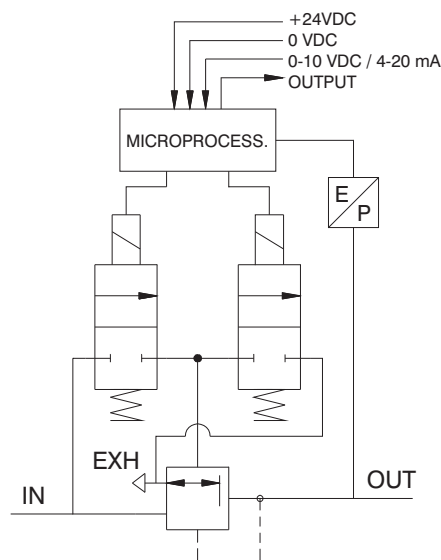 +24VDC
0 VDC
0-10 VDC / 4-20 mA
OUTPUT
MICROPROCESS.
E
P
EXH
IN
OUT